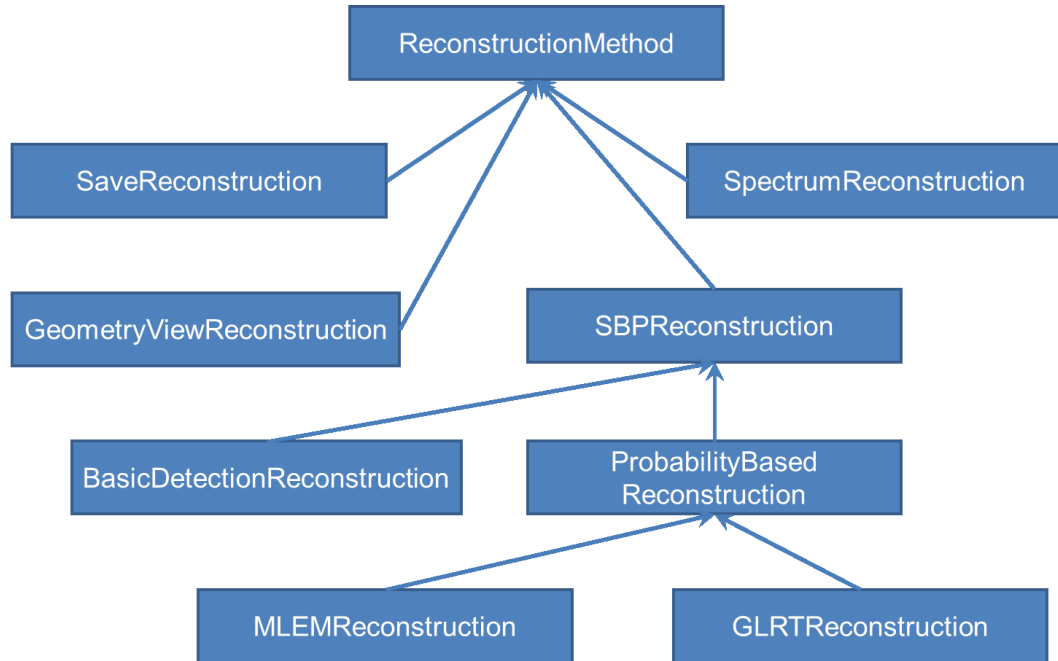 ReconstructionMethod
SaveReconstruction
SpectrumReconstruction
GeometryViewReconstruction
SBPReconstruction
BasicDetectionReconstruction
ProbabilityBased
Reconstruction
MLEMReconstruction
GLRTReconstruction